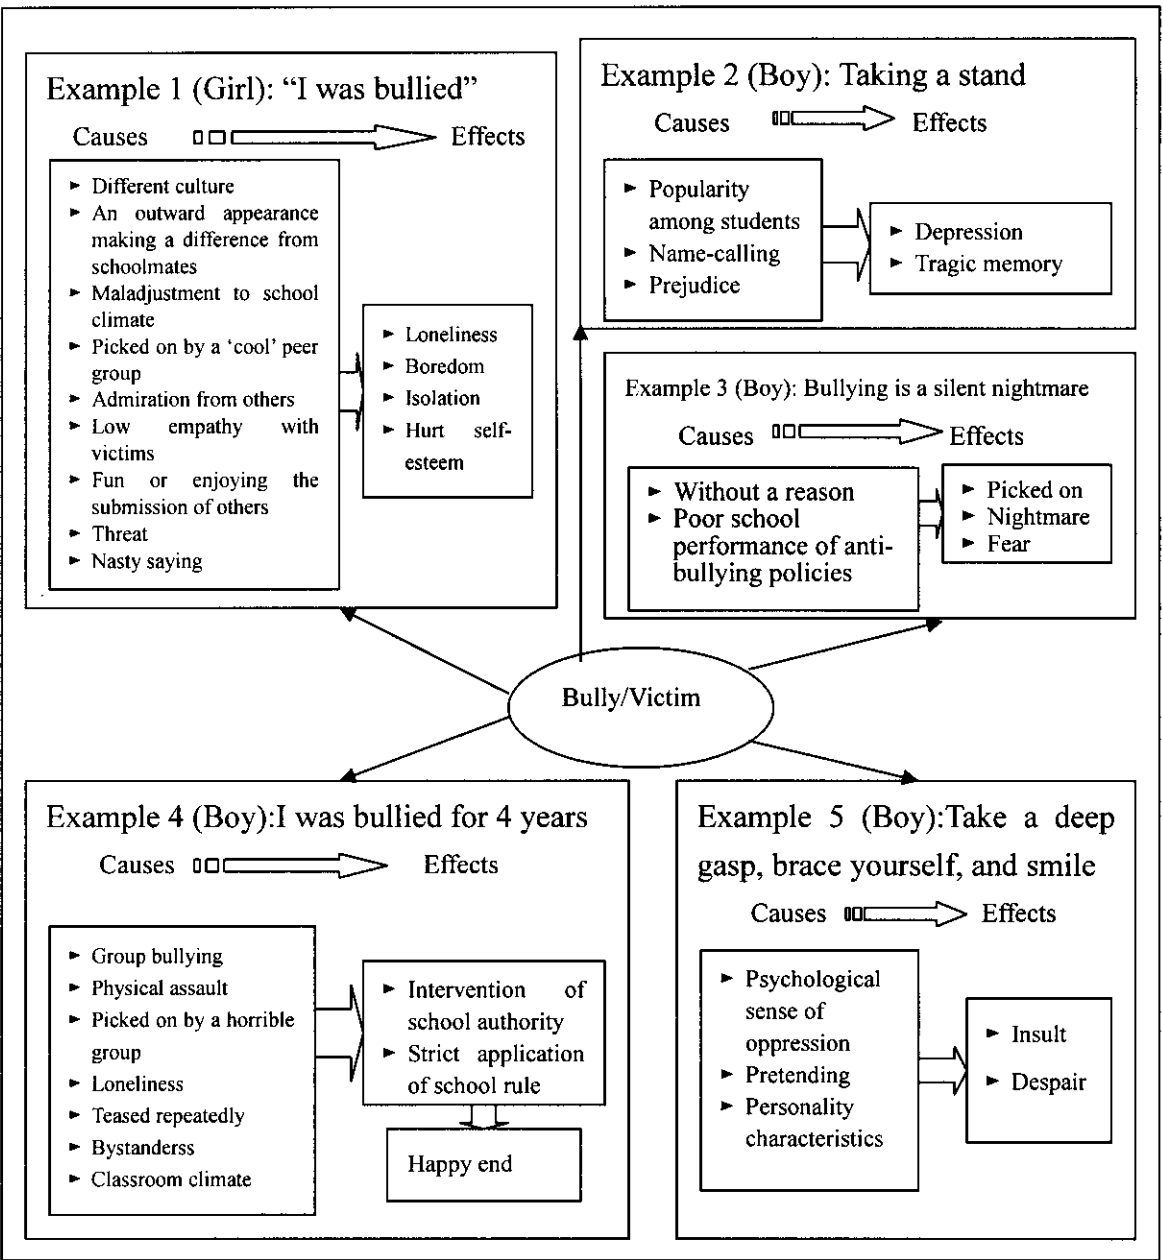 Example 1 (Girl): “I was bullied”
Causes
Effects
► Different culture
► An outward appearance
making a difference from
schoolmates
► Maladjustment to school
climate
► Picked on by a ‘cool’ peer
group
► Admiration from others
► Low empathy with
victims
► Fun or enjoying the
submission of others
► Threat
► Nasty saying
► Loneliness
► Boredom
► Isolation
► Hurt self-
esteem
Example 2 (Boy): Taking a stand
Causes
Effects
► Popularity
among students
► Name-calling
► Prejudice
► Depression
► Tragic memory
Example 3 (Boy): Bullying is a silent nightmare
Causes
Effects
► Without a reason
► Poor school
performance of anti-
bullying policies
► Picked on
► Nightmare
► Fear
Bully/Victim
Example 4 (Boy):I was bullied for 4 years
Causes
Effects
► Group bullying
► Physical assault
► Picked on by a horrible
group
► Loneliness
► Teased repeatedly
► Bystanderss
► Classroom climate
► Intervention of
school authority
► Strict application
of school rule
Happy end
Example 5 (Boy):Take a deep
gasp, brace yourself, and smile
Causes
Effects
► Psychological
sense of
oppression
► Pretending
► Personality
characteristics
► Insult
► Despair